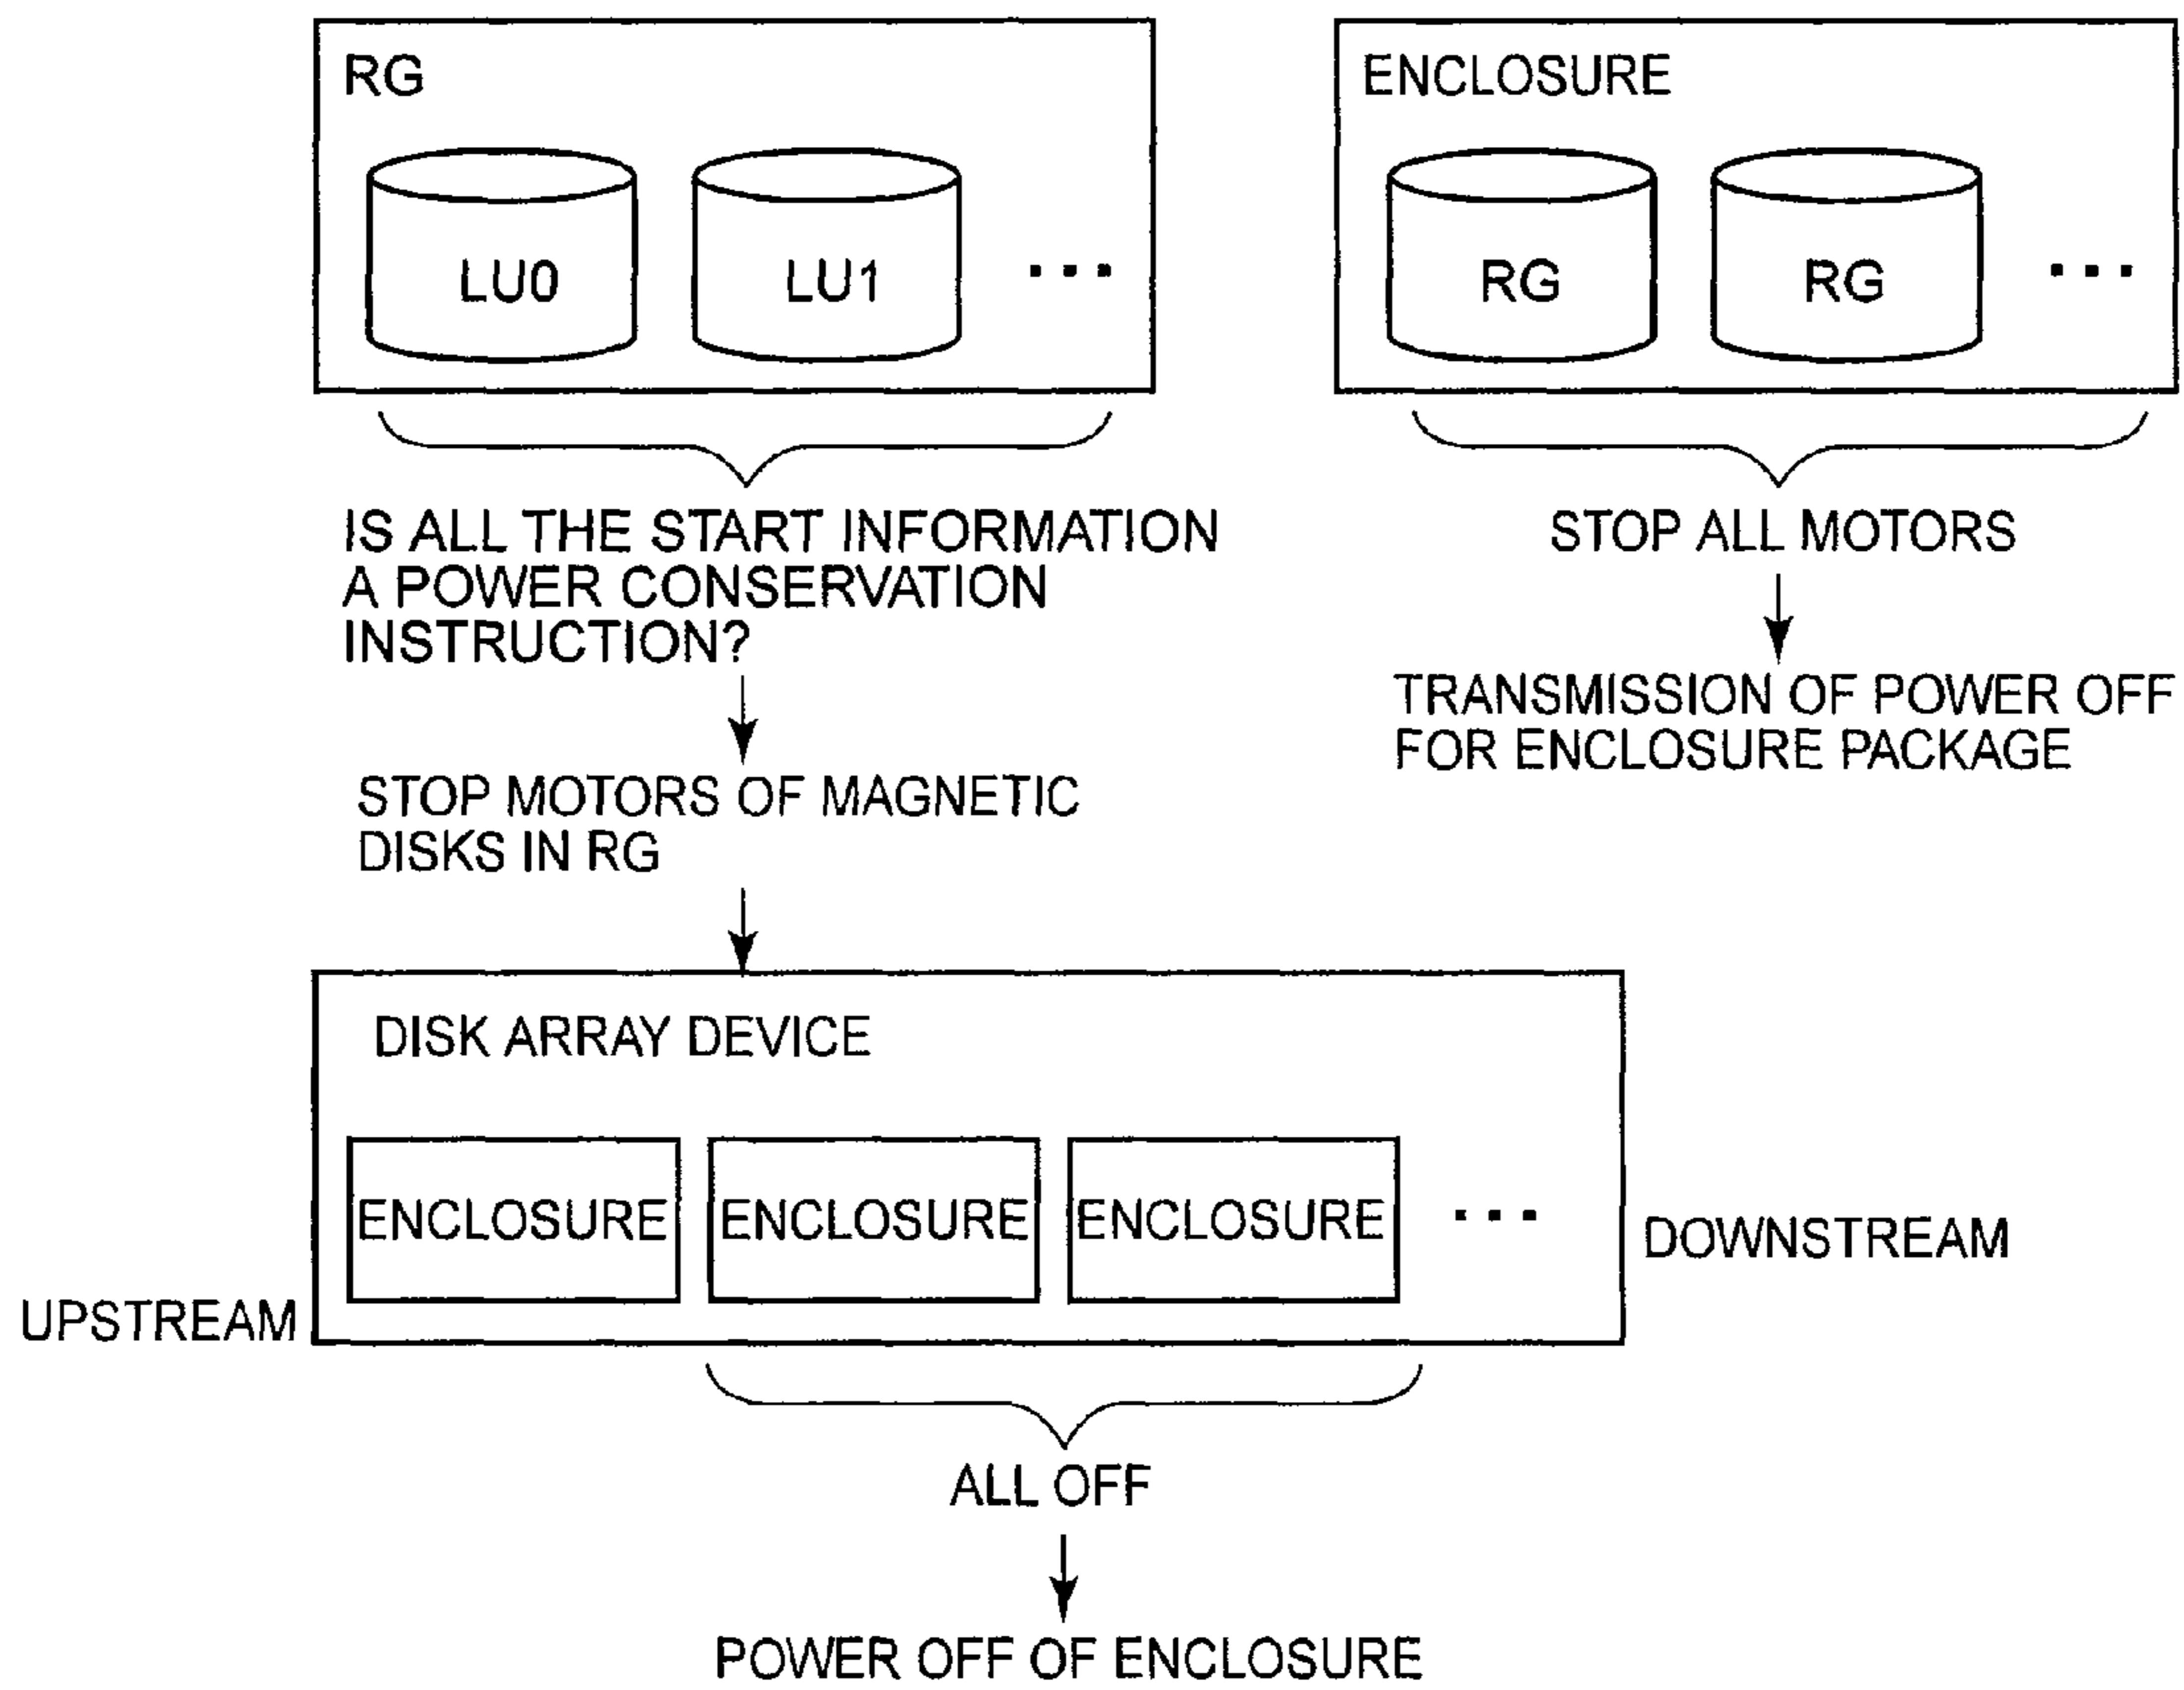 RG
LU0
LU1
...
IS ALL THE START INFORMATION
A POWER CONSERVATION
INSTRUCTION?
STOP MOTORS OF MAGNETIC
DISKS IN RG
ENCLOSURE
RG
RG
...
STOP ALL MOTORS
TRANSMISSION OF POWER OFF
FOR ENCLOSURE PACKAGE
DISK ARRAY DEVICE
ENCLOSURE
ENCLOSURE
ENCLOSURE
...
DOWNSTREAM
UPSTREAM
ALL OFF
POWER OFF OF ENCLOSURE